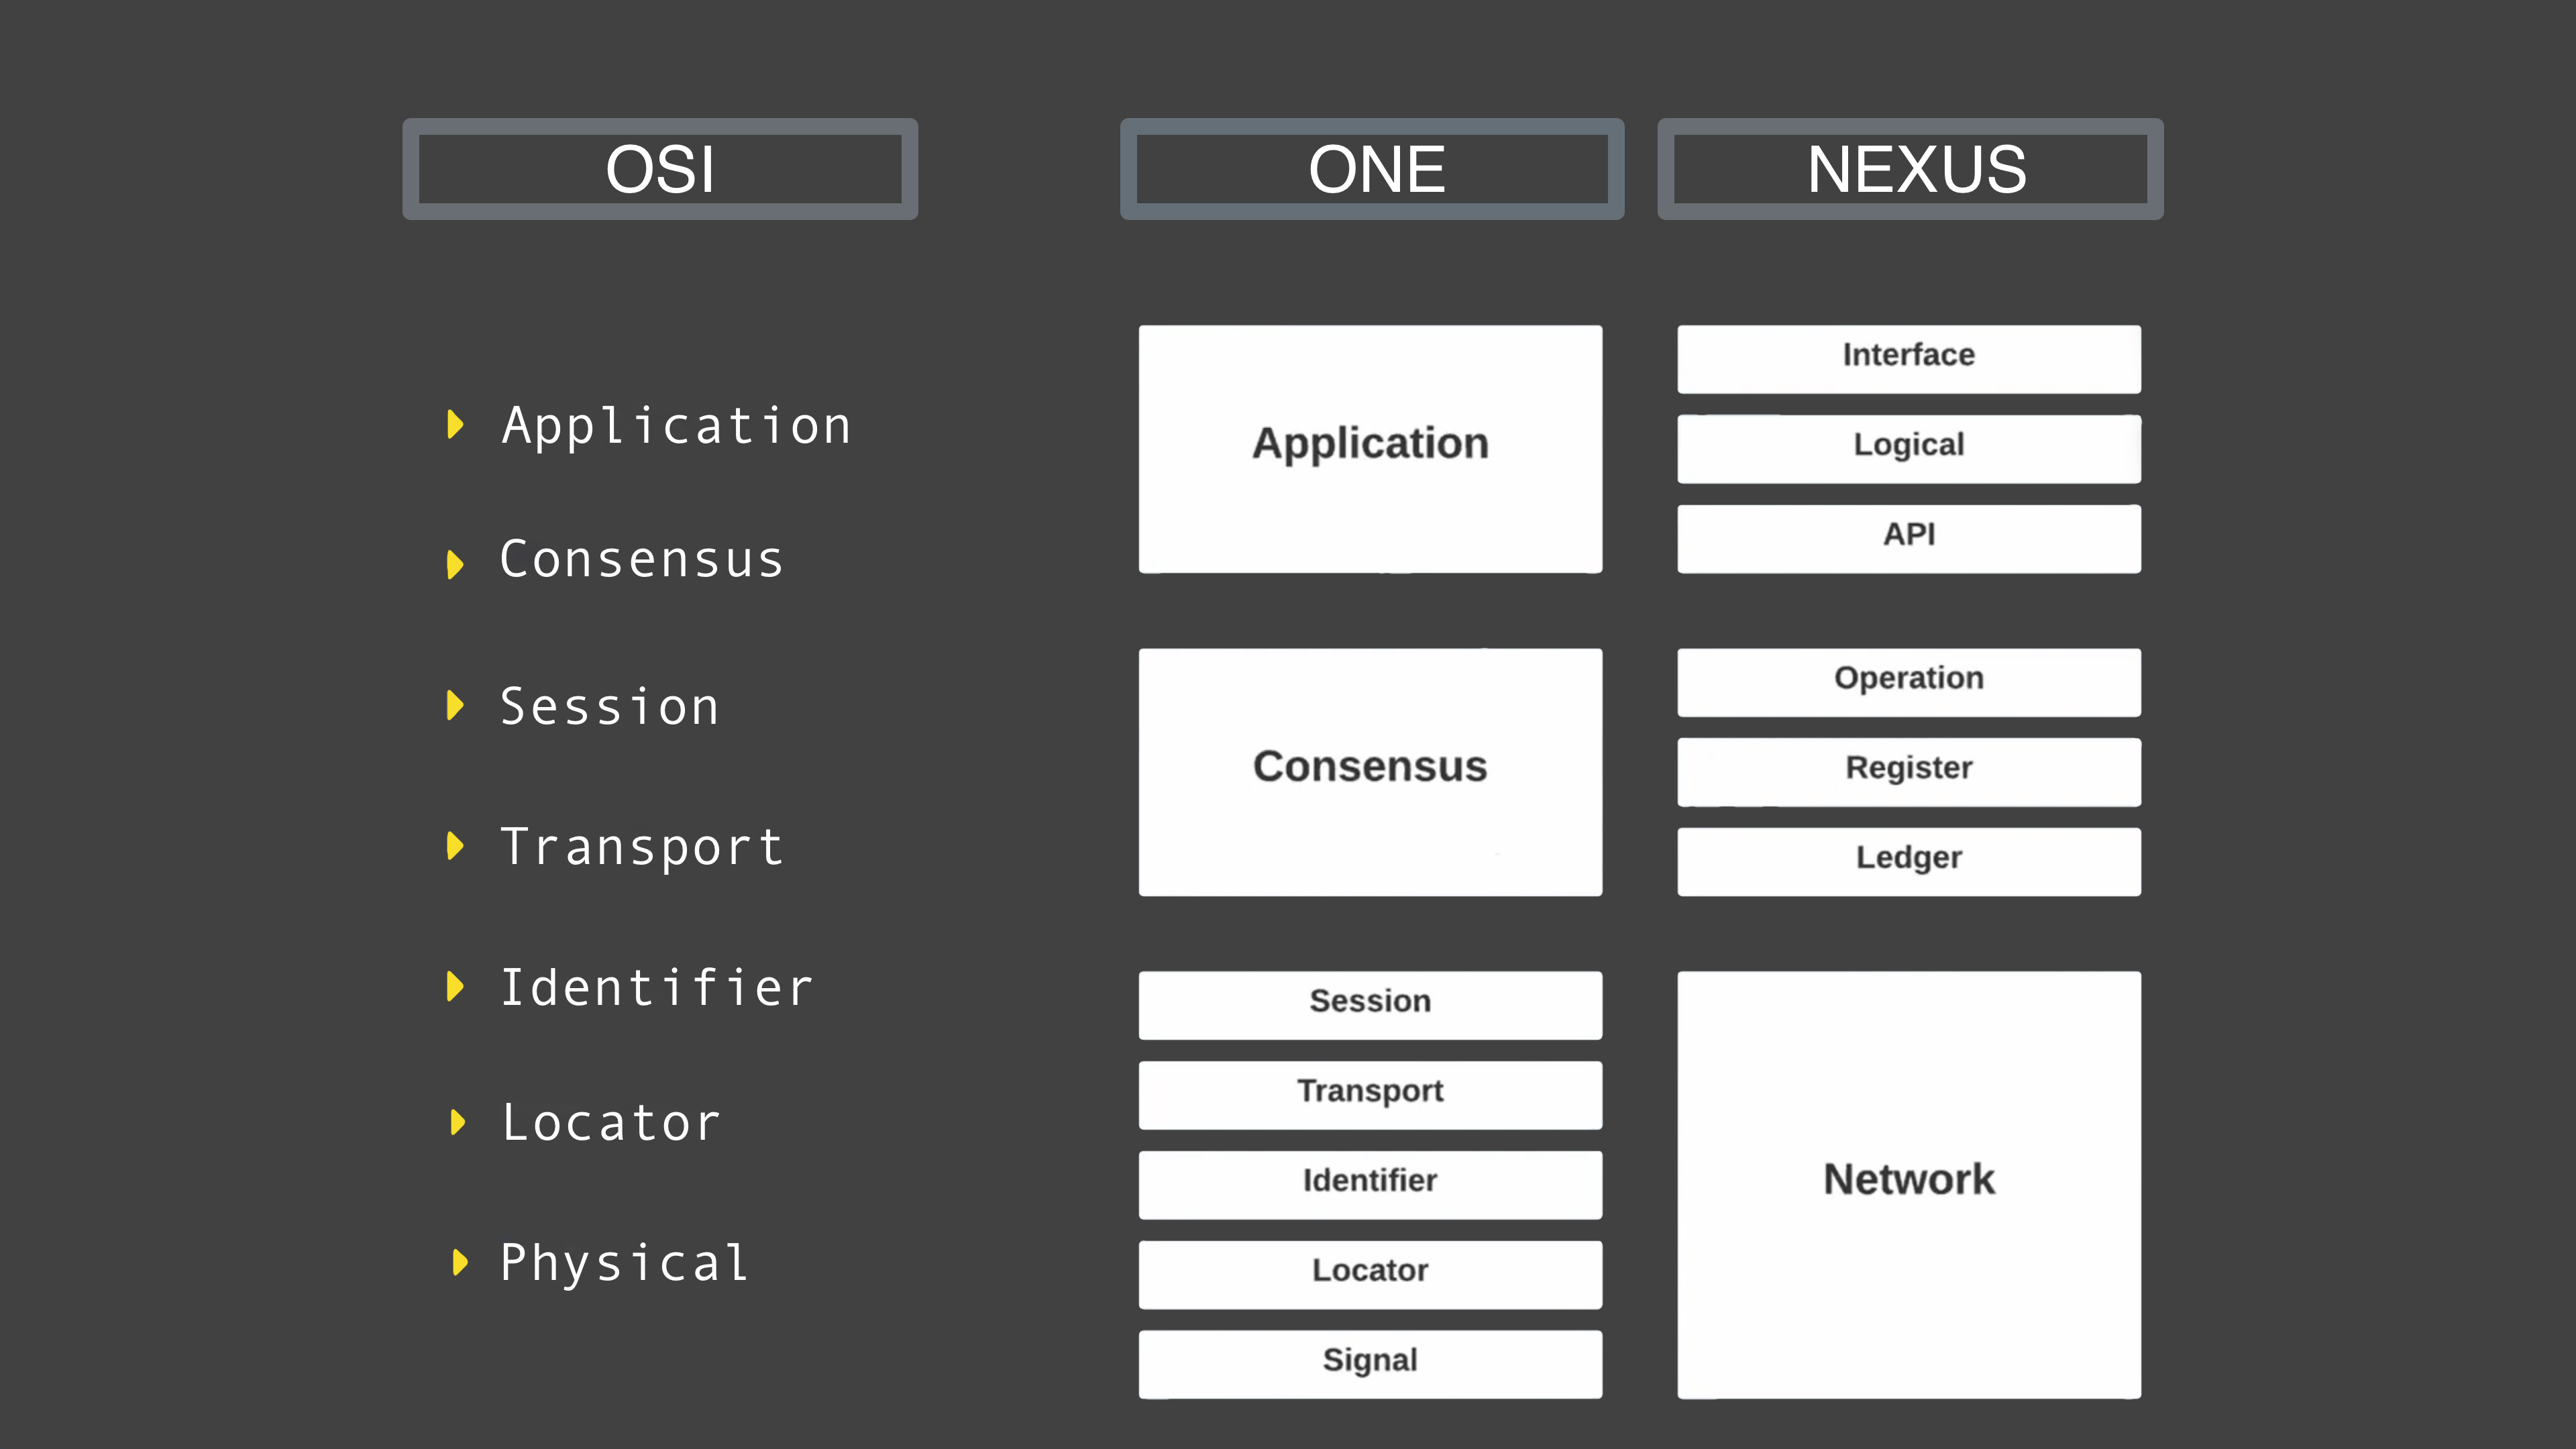 OSI
ONE
NEXUS
Application
Consensus
Session
Transport
Identifier
Locator
Physical
Application
Consensus
Session
Transport
Identifier
Locator
Signal
Interface
Logical
API
Operation
Register
Ledger
Network